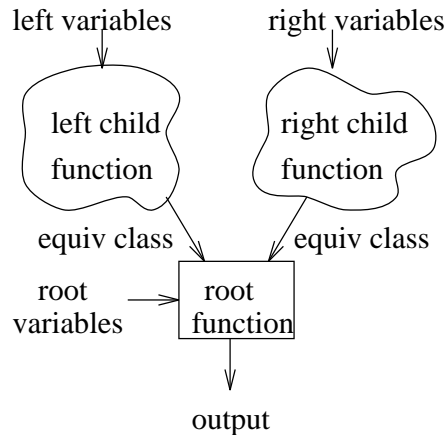 left variables
right variables
left child
function
right child
function
equiv class
equiv class
root
variables
root
function
output